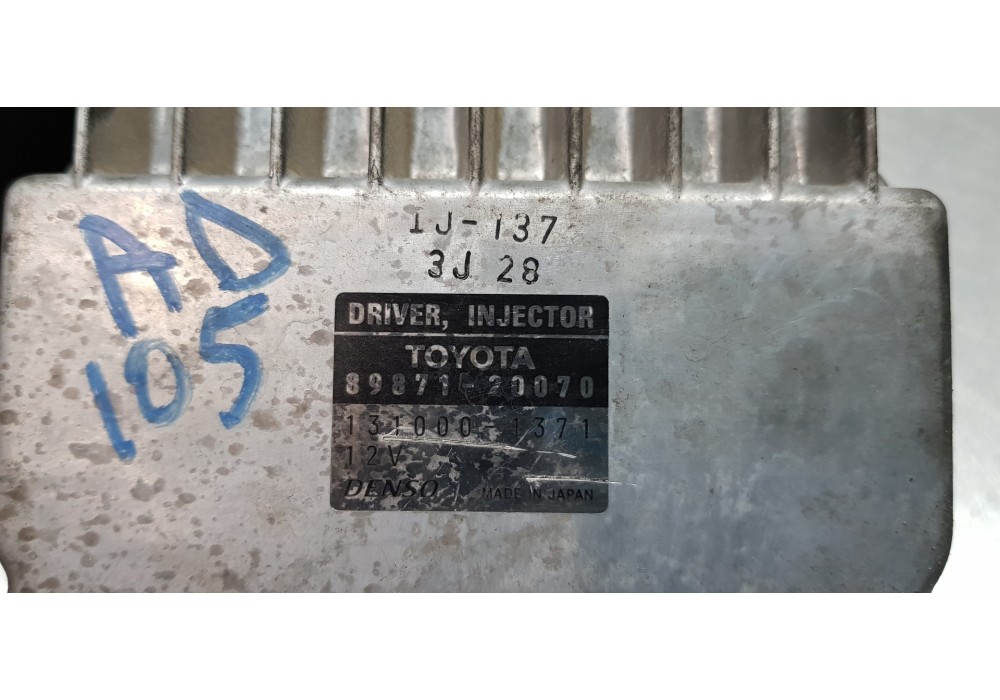 AD
105
1J-137
3J 28
DRIVER, INJECTOR
TOYOTA
89871-20070
131000-1371
12V
DENSO MADE IN JAPAN